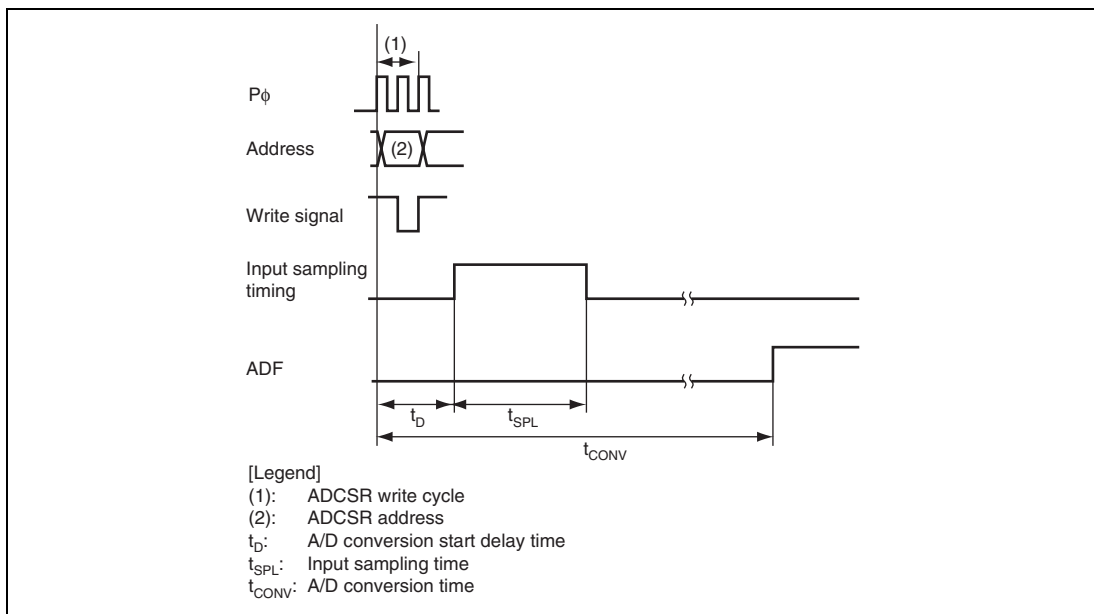 (1)
Pϕ
Address
(2)
Write signal
Input sampling
timing
ADF
tD
tSPL
tCONV
[Legend]
(1): ADCSR write cycle
(2): ADCSR address
tD: A/D conversion start delay time
tSPL: Input sampling time
tCONV: A/D conversion time